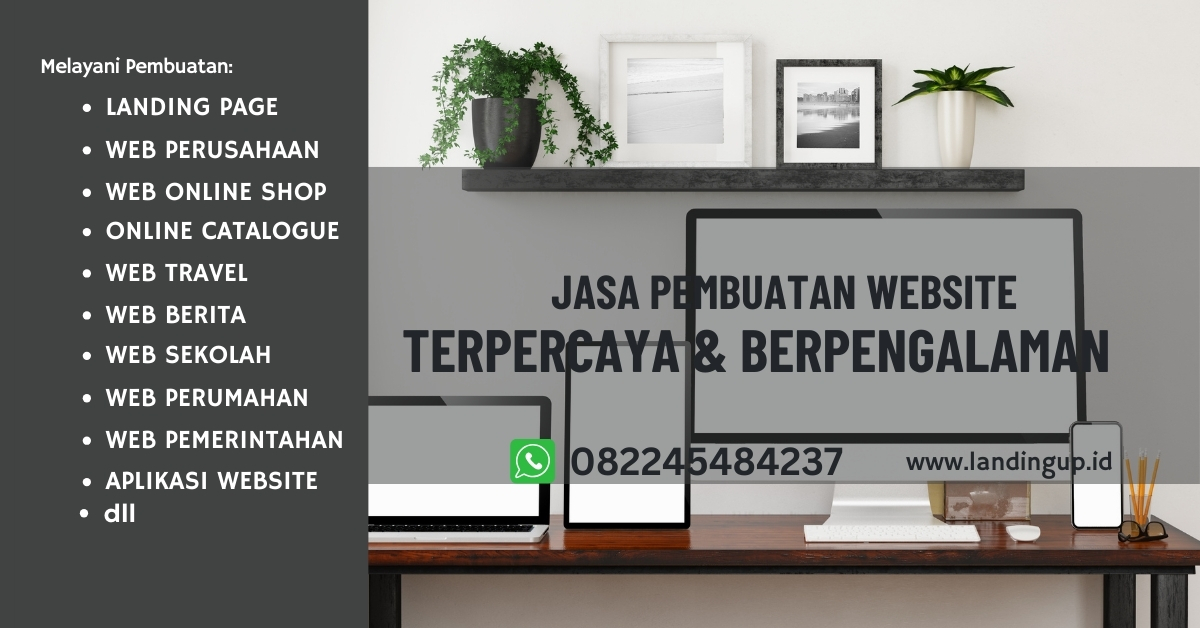 Melayani Pembuatan:
• LANDING PAGE
• WEB PERUSAHAAN
• WEB ONLINE SHOP
• ONLINE CATALOGUE
• WEB TRAVEL
• WEB BERITA
• WEB SEKOLAH
• WEB PERUMAHAN
• WEB PEMERINTAHAN
• APLIKASI WEBSITE
• dll
JASA PEMBUATAN WEBSITE
TERPERCAYA & BERPENGALAMAN
082245484237
www.landingup.id